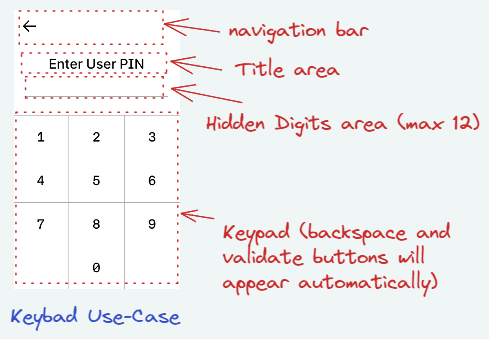 ← navigation bar
Enter User PIN Title area
Hidden Digits area (max 12)
1 2 3
4 5 6
7 8 9
0
Keypad (backspace and
validate buttons will
appear automatically)
Keybad Use-Case